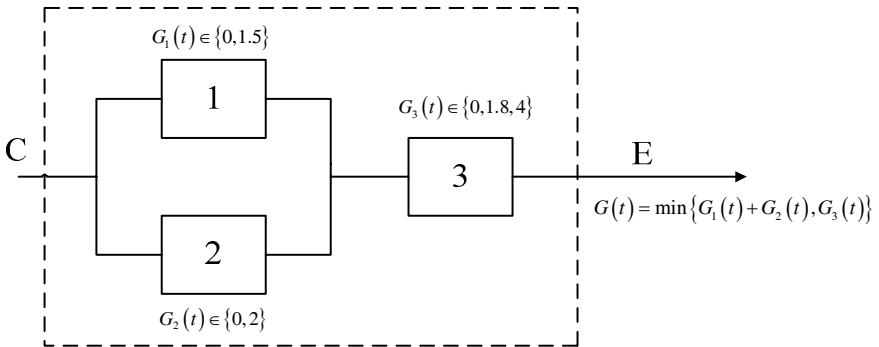 G₁(t)∈{0,1.5}
1
G₃(t)∈{0,1.8,4}
C
E
3
G(t)=min{G₁(t)+G₂(t),G₃(t)}
2
G₂(t)∈{0,2}